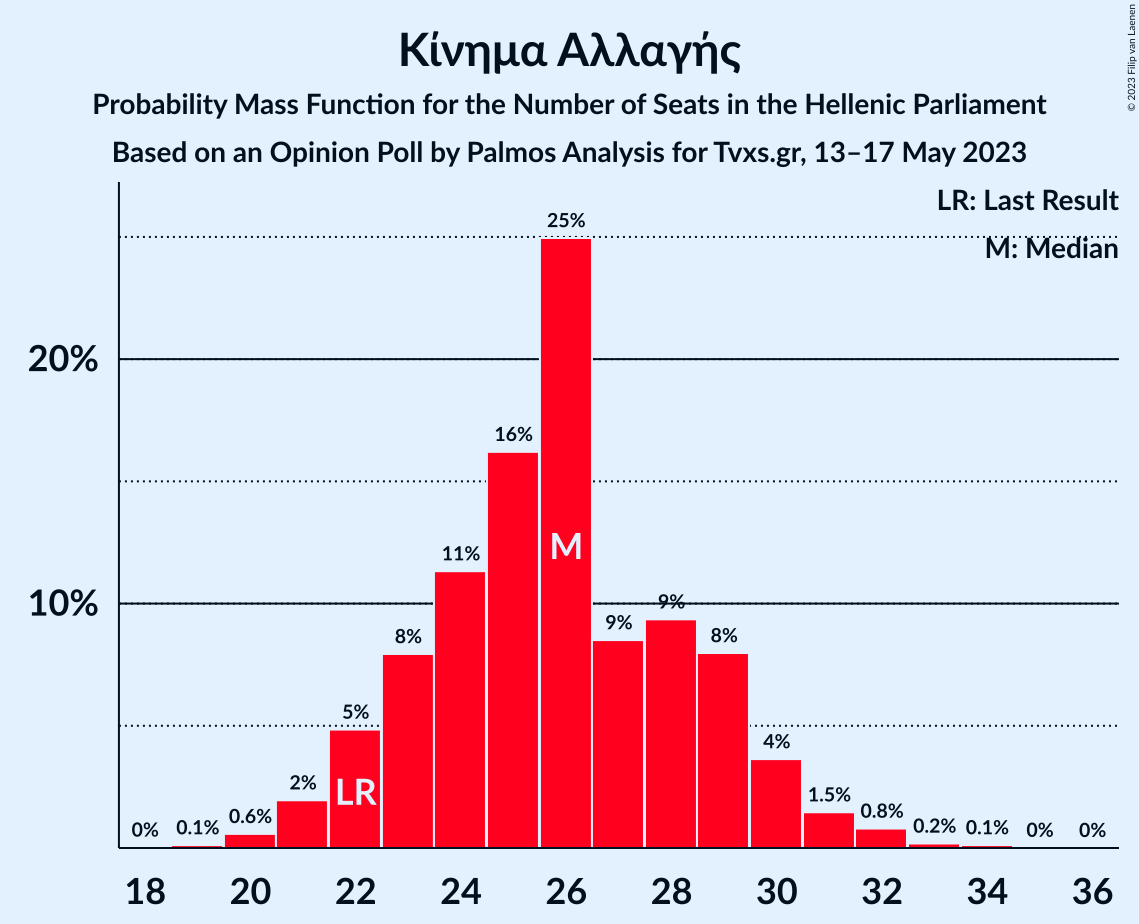 Κίνημα Αλλαγής
Probability Mass Function for the Number of Seats in the Hellenic Parliament
Based on an Opinion Poll by Palmos Analysis for Tvxs.gr, 13–17 May 2023
© 2023 Filip van Laenen
LR: Last Result
M: Median
20%
10%
0%
0.1%
0.6%
2%
5%
8%
11%
16%
25%
9%
9%
8%
4%
1.5%
0.8%
0.2%
0.1%
0%
0%
LR
M
18 20 22 24 26 28 30 32 34 36